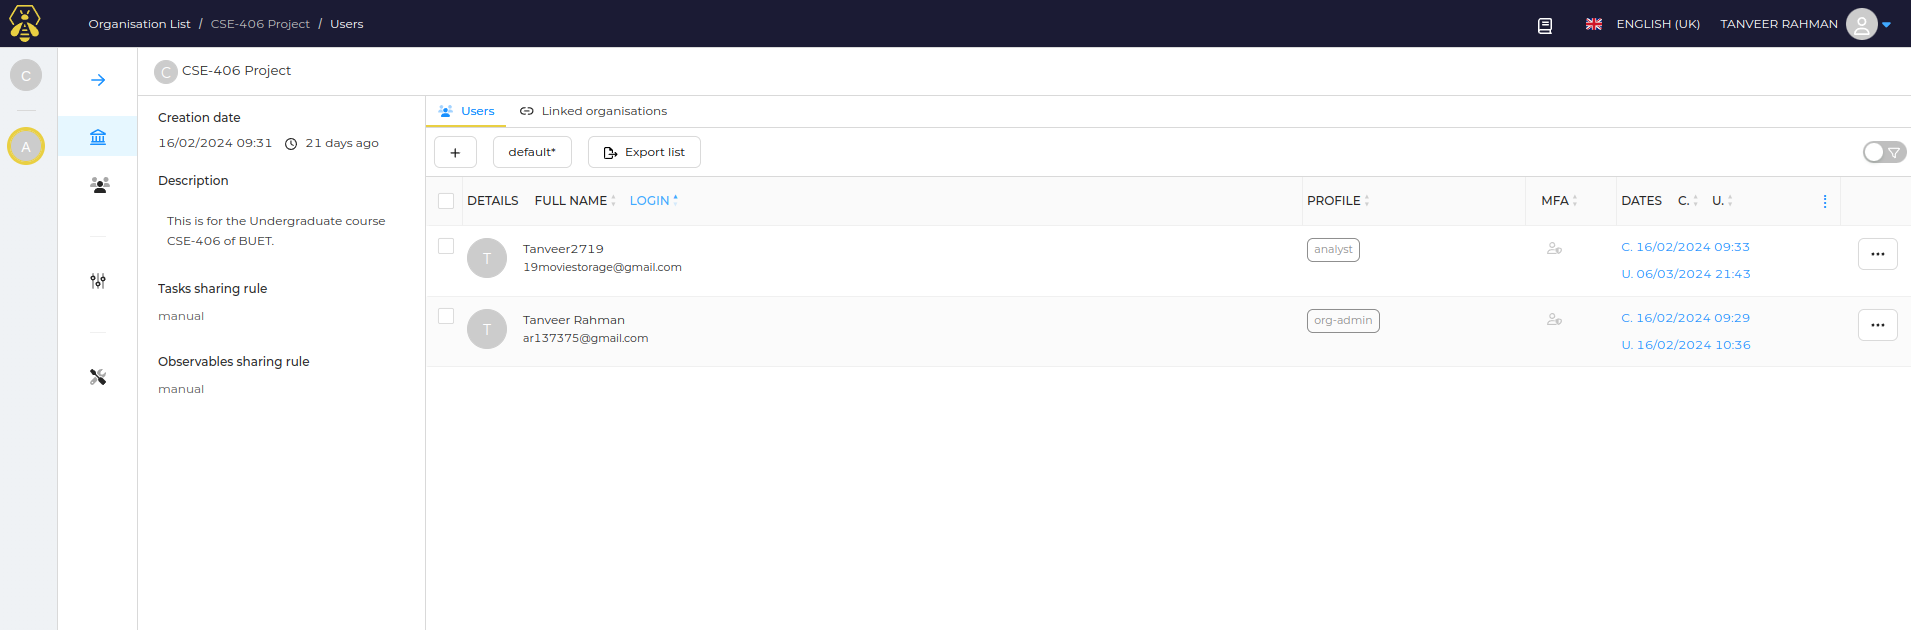 Organisation List / CSE-406 Project / Users
ENGLISH (UK)
TANVEER RAHMAN
C
A
C CSE-406 Project
Creation date
16/02/2024 09:31 21 days ago
Description
This is for the Undergraduate course
CSE-406 of BUET.
Tasks sharing rule
manual
Observables sharing rule
manual
Users Linked organisations
+ default* Export list
DETAILS FULL NAME LOGIN PROFILE MFA DATES C. U.
T
Tanveer2719
19moviestorage@gmail.com
analyst
C. 16/02/2024 09:33
U. 06/03/2024 21:43
T
Tanveer Rahman
ar137375@gmail.com
org-admin
C. 16/02/2024 09:29
U. 16/02/2024 10:36